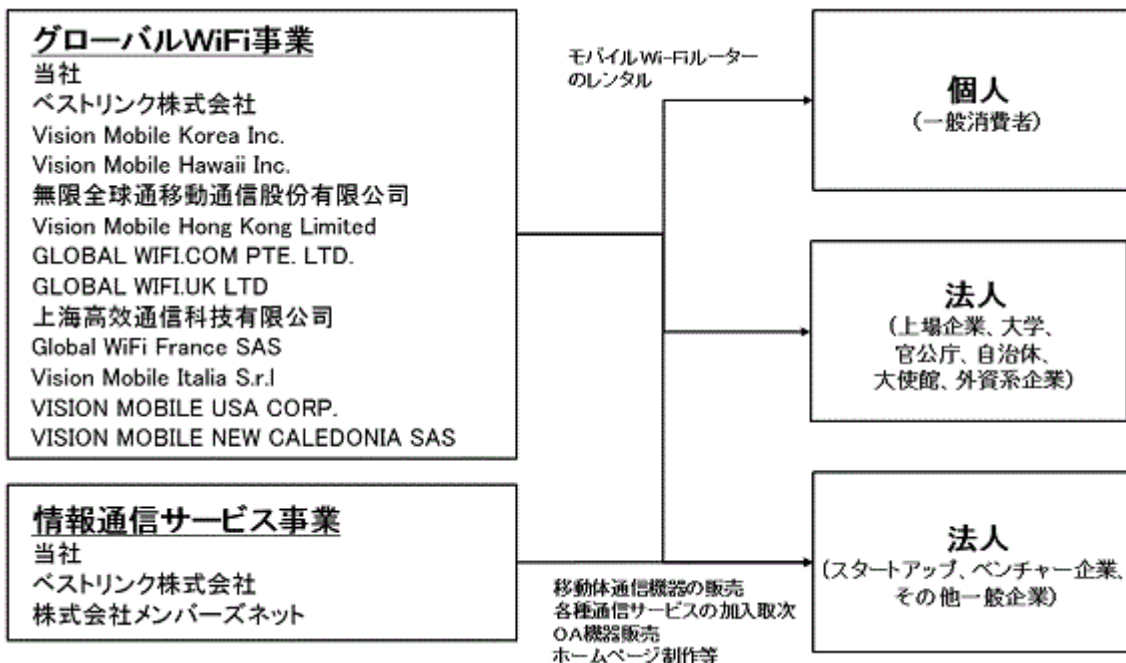 グローバルWiFi事業
当社
ベストリンク株式会社
Vision Mobile Korea Inc.
Vision Mobile Hawaii Inc.
無限全球通移動通信股份有限公司
Vision Mobile Hong Kong Limited
GLOBAL WIFI.COM PTE. LTD.
GLOBAL WIFI.UK LTD
上海高效通信科技有限公司
Global WiFi France SAS
Vision Mobile Italia S.r.l
VISION MOBILE USA CORP.
VISION MOBILE NEW CALEDONIA SAS
情報通信サービス事業
当社
ベストリンク株式会社
株式会社メンバーズネット
モバイルWi-Fiルーター
のレンタル
移動体通信機器の販売
各種通信サービスの加入取次
OA機器販売
ホームページ制作等
個人
（一般消費者）
法人
（上場企業、大学、
官公庁、自治体、
大使館、外資系企業）
法人
（スタートアップ、ベンチャー企業、
その他一般企業）